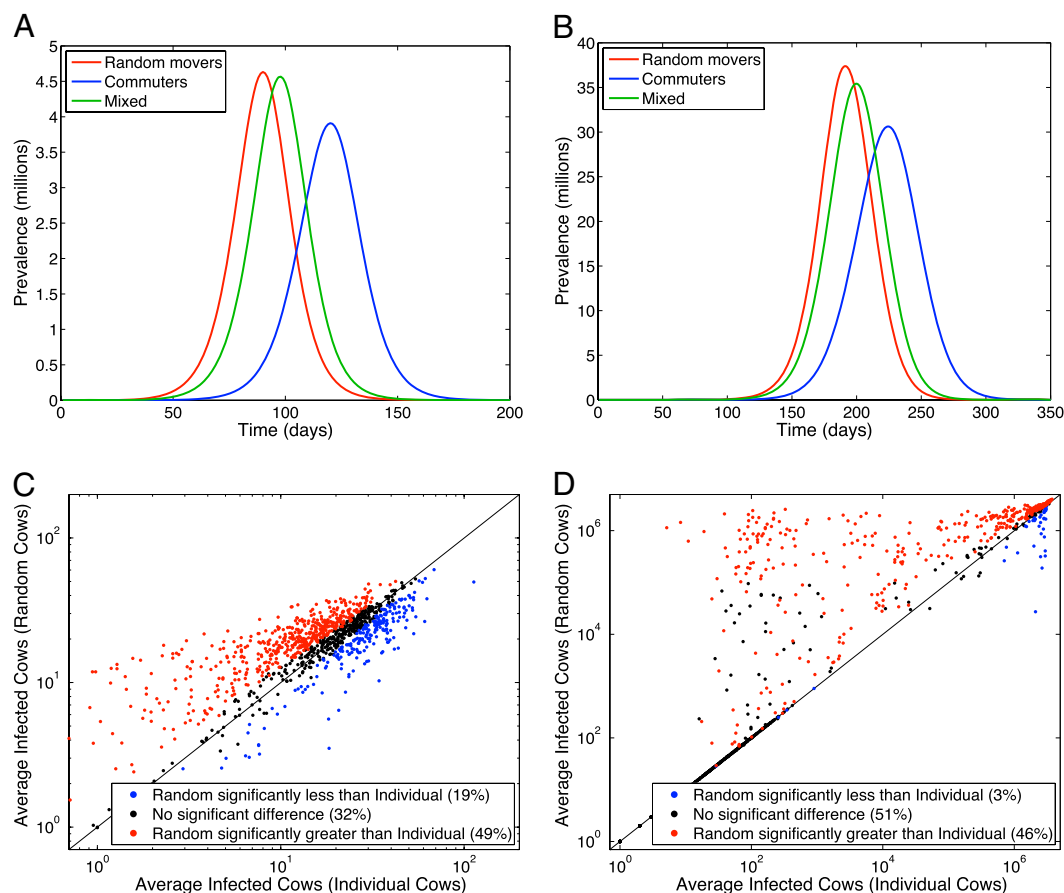 A
Random movers
Commuters
Mixed
Prevalence (millions)
5
4.5
4
3.5
3
2.5
2
1.5
1
0.5
0
0 50 100 150 200
Time (days)
B
Random movers
Commuters
Mixed
Prevalence (millions)
40
35
30
25
20
15
10
5
0
0 50 100 150 200 250 300 350
Time (days)
C
Average Infected Cows (Random Cows)
10^2
10^1
10^0
Random significantly less than Individual (19%)
No significant difference (32%)
Random significantly greater than Individual (49%)
10^0 10^1 10^2
Average Infected Cows (Individual Cows)
D
Average Infected Cows (Random Cows)
10^6
10^4
10^2
10^0
Random significantly less than Individual (3%)
No significant difference (51%)
Random significantly greater than Individual (46%)
10^0 10^2 10^4 10^6
Average Infected Cows (Individual Cows)